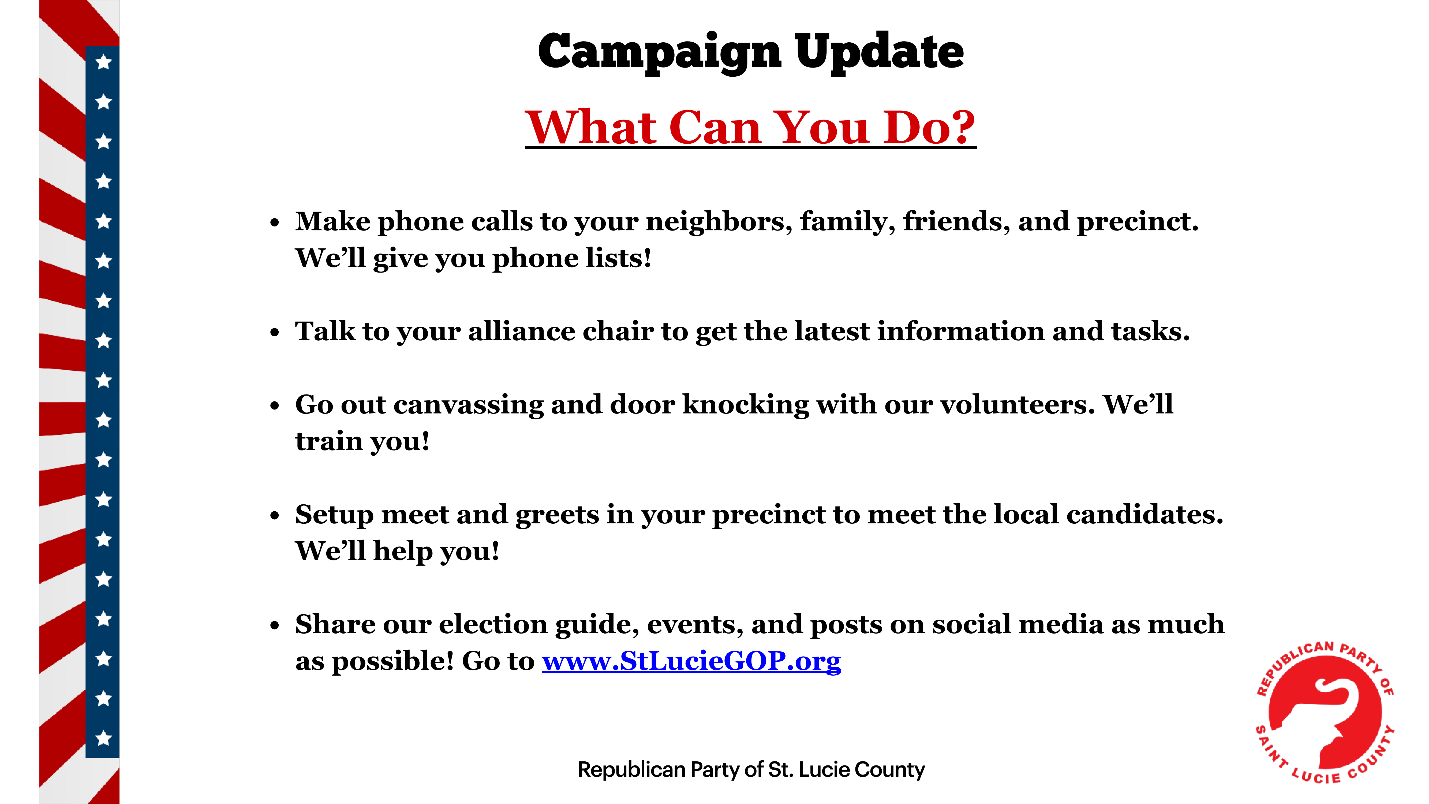 Campaign Update
What Can You Do?
• Make phone calls to your neighbors, family, friends, and precinct.
We’ll give you phone lists!
• Talk to your alliance chair to get the latest information and tasks.
• Go out canvassing and door knocking with our volunteers. We’ll
train you!
• Setup meet and greets in your precinct to meet the local candidates.
We’ll help you!
• Share our election guide, events, and posts on social media as much
as possible! Go to www.StLucieGOP.org
REPUBLICAN PARTY OF
SAINT LUCIE COUNTY
Republican Party of St. Lucie County